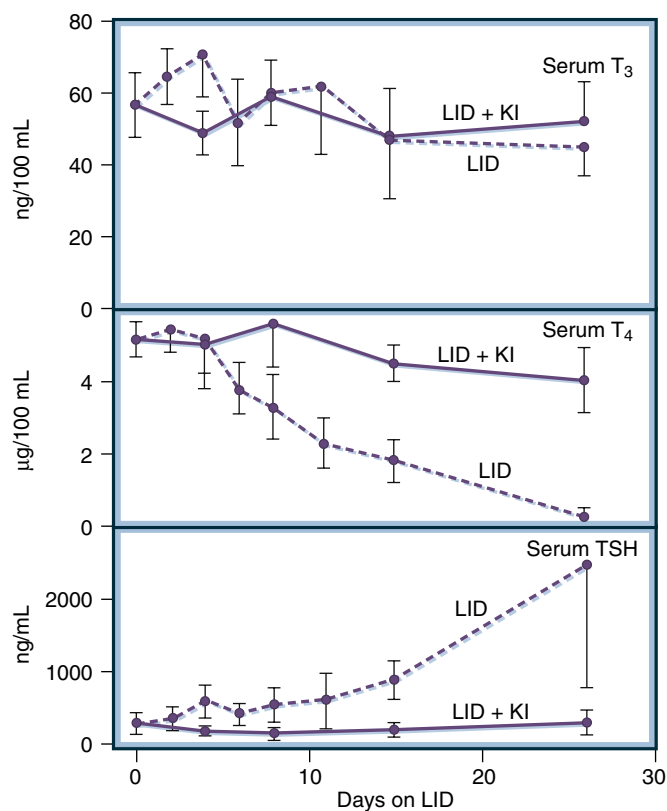 80
60
40
20
0
ng/100 mL
Serum T₃
LID + KI
LID
4
2
0
µg/100 mL
Serum T₄
LID + KI
LID
2000
1000
0
ng/mL
Serum TSH
LID
LID + KI
0 10 20 30
Days on LID